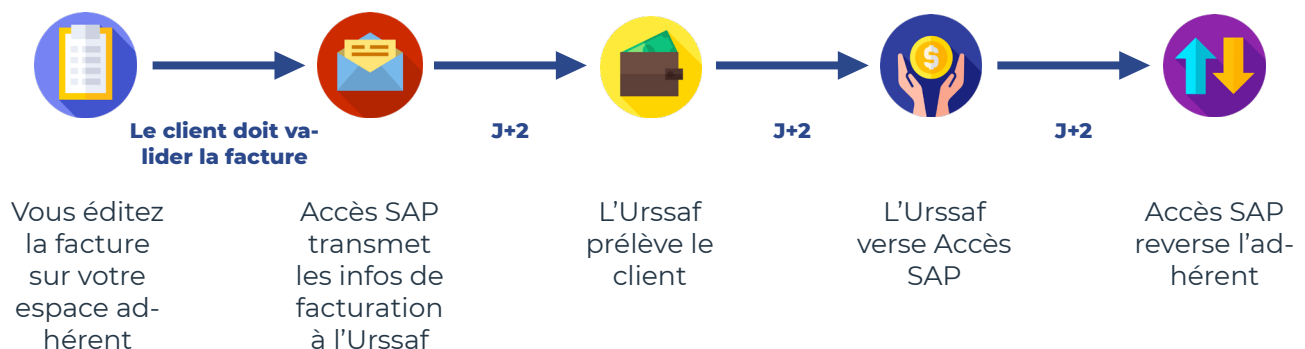 Le client doit va-
lider la facture
J+2
J+2
J+2
Vous éditez
la facture
sur votre
espace ad-
hérent
Accès SAP
transmet
les infos de
facturation
à l’Urssaf
L’Urssaf
prélève le
client
L’Urssaf
verse Accès
SAP
Accès SAP
reverse l’ad-
hérent